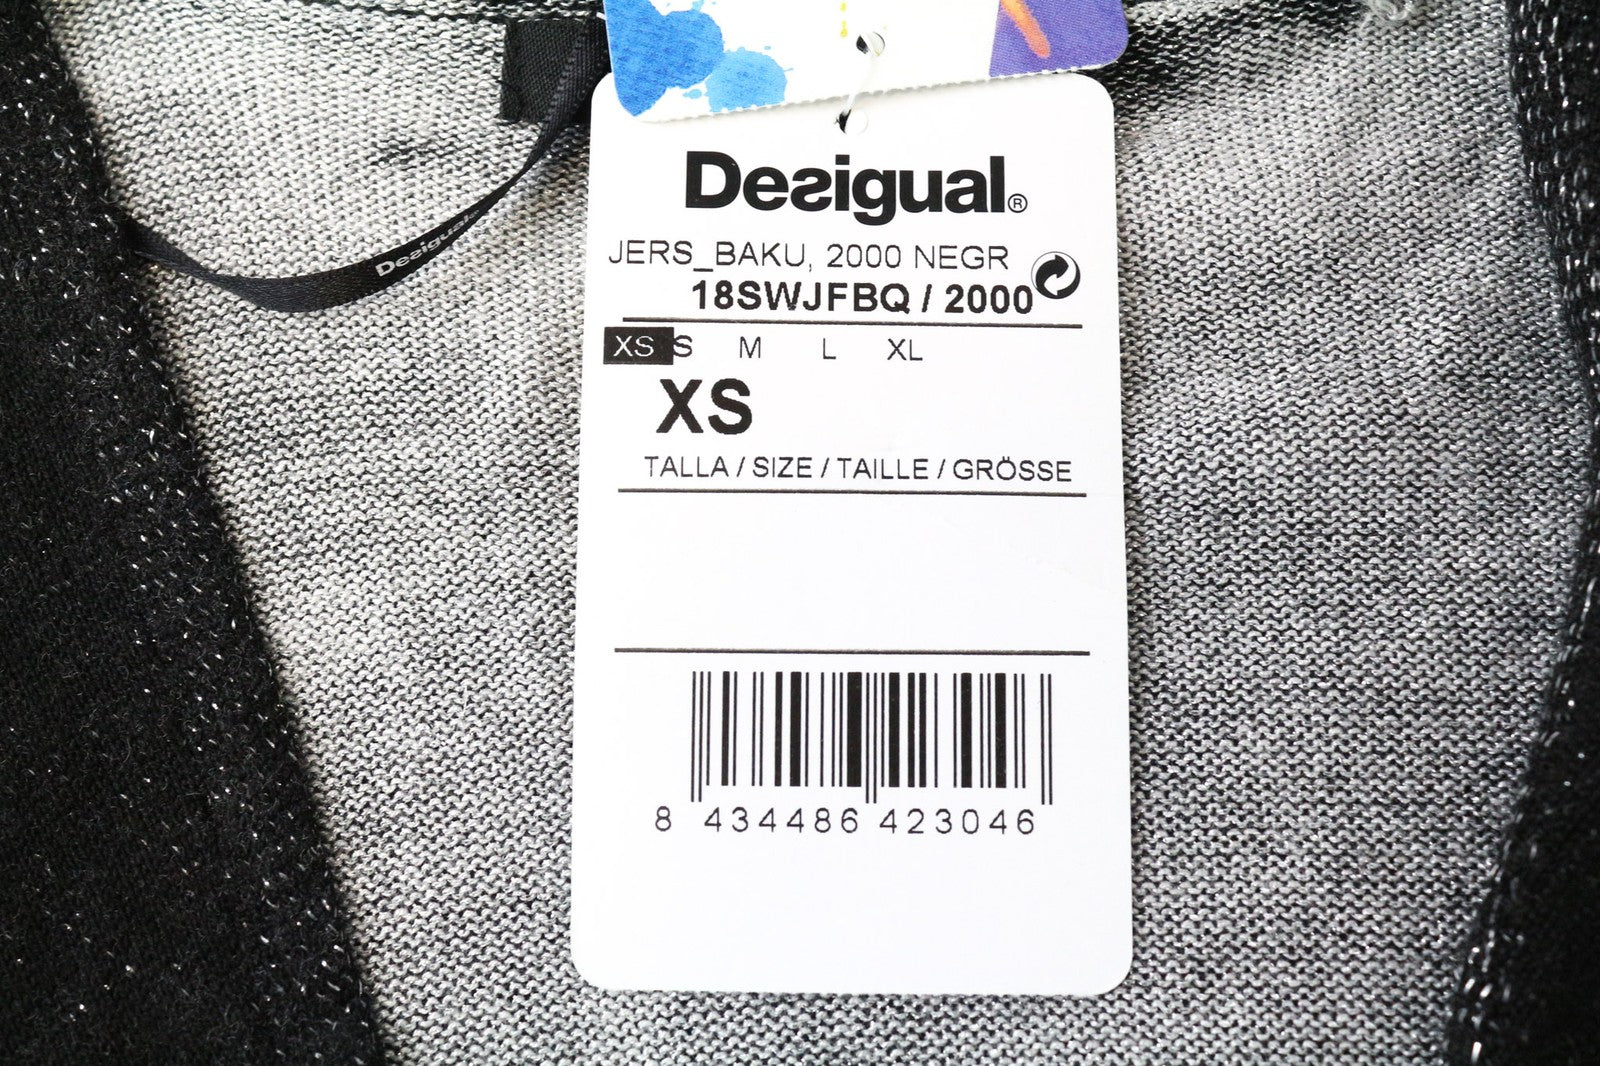 Desigual®
JERS_BAKU, 2000 NEGR
18SWJFBQ / 2000
XS S M L XL
XS
TALLA / SIZE / TAILLE / GRÖSSE
8 434486 423046
Desigual